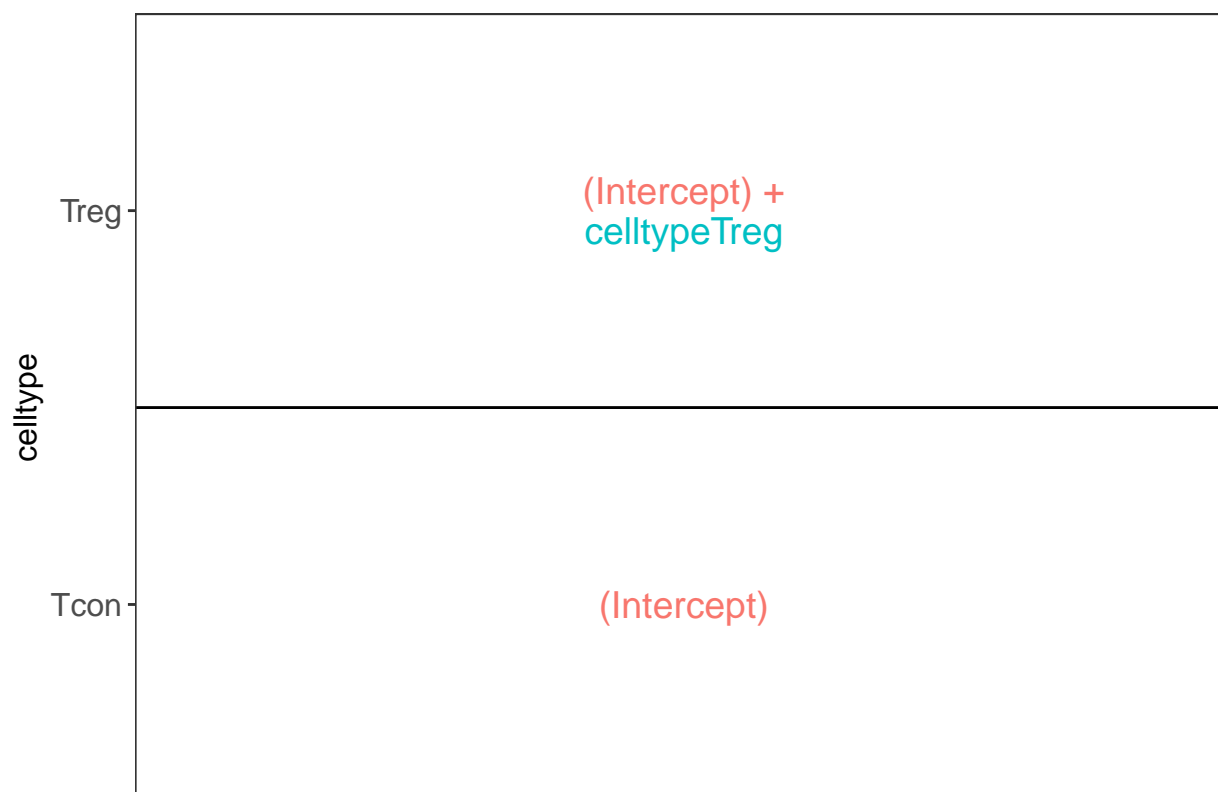 Treg
(Intercept) +
celltypeTreg
celltype
Tcon
(Intercept)